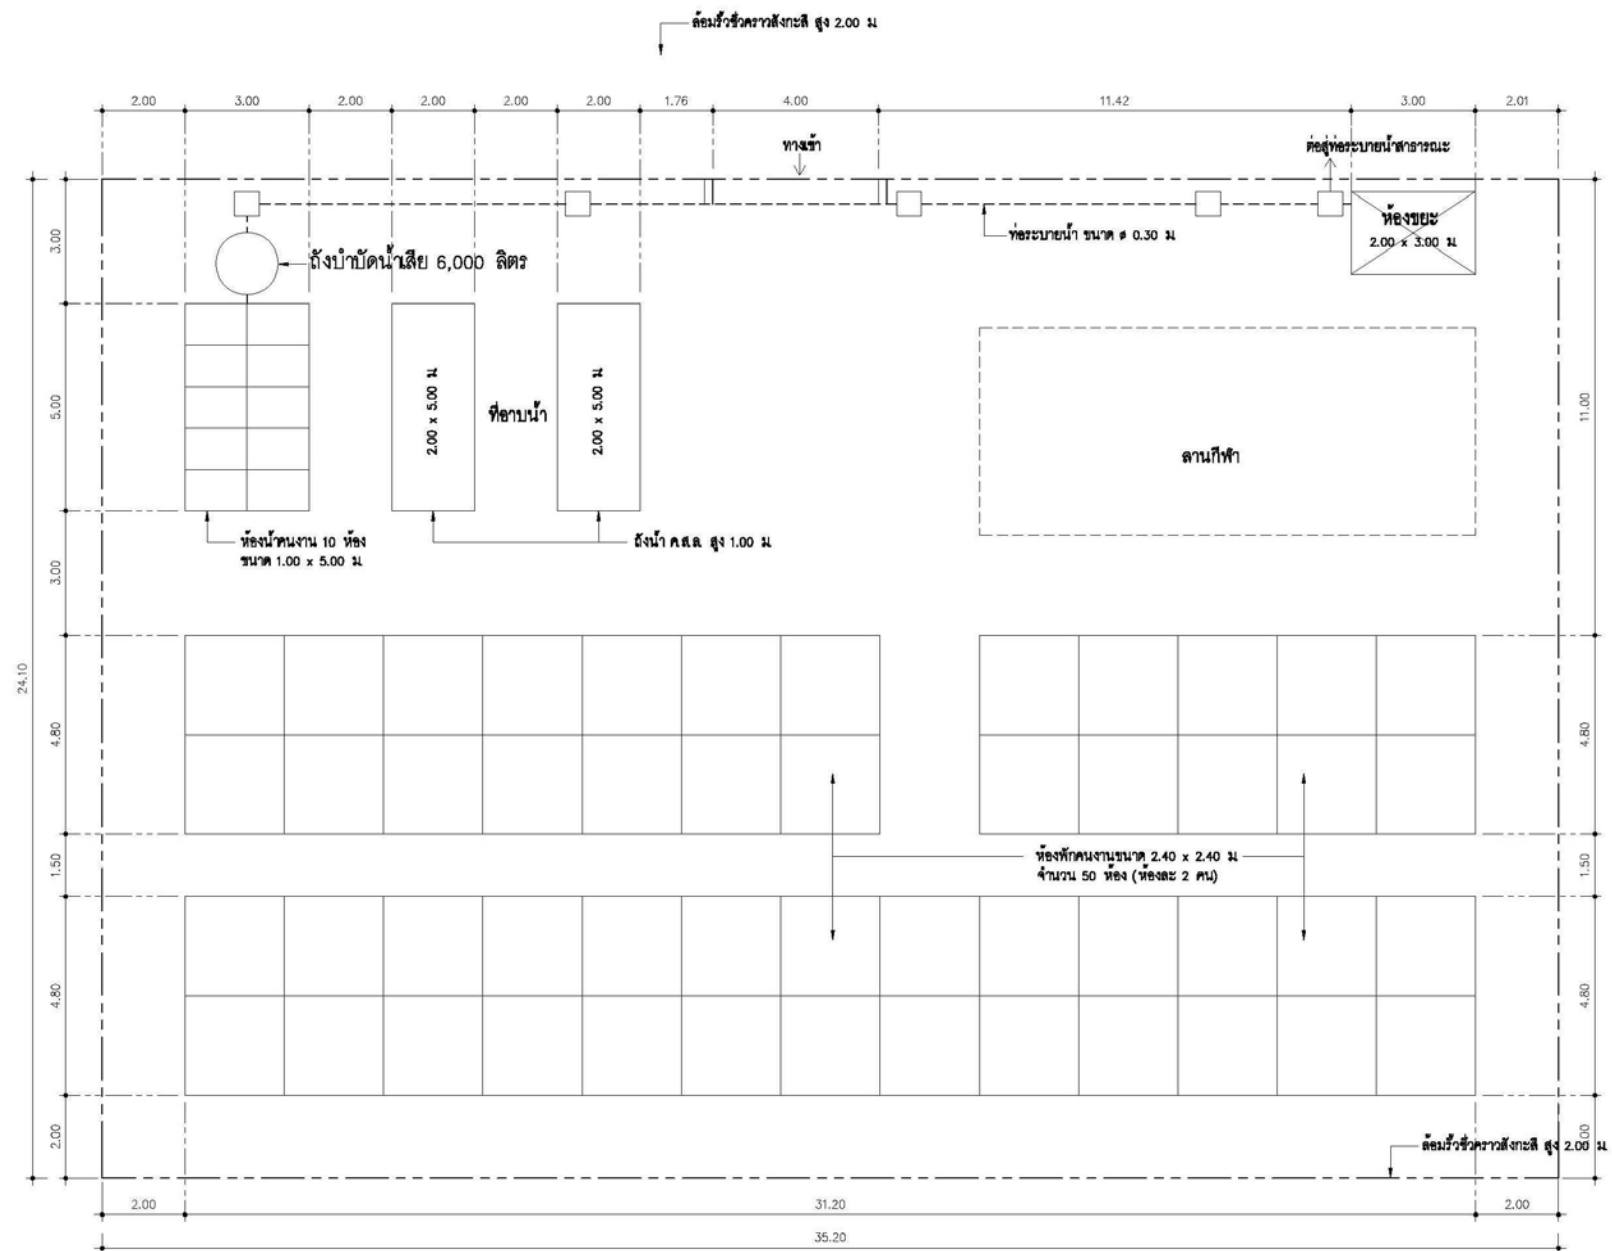 ล้อมรั้วชั่วคราวสังกะสี สูง 2.00 ม
2.00 3.00 2.00 2.00 2.00 2.00 1.76 4.00 11.42 3.00 2.01
ทางเข้า
ต่อสู่ท่อระบายน้ำสาธารณะ
ห้องขยะ
2.00 x 3.00 ม
ท่อระบายน้ำ ขนาด ø 0.30 ม
ถังบำบัดน้ำเสีย 6,000 ลิตร
3.00
5.00
2.00 x 5.00 ม
ที่อาบน้ำ
2.00 x 5.00 ม
ลานกีฬา
11.00
ห้องน้ำคนงาน 10 ห้อง
ขนาด 1.00 x 5.00 ม
ถังน้ำ ค.ส.ล. สูง 1.00 ม
3.00
24.10
4.80
4.80
1.50
ห้องพักคนงานขนาด 2.40 x 2.40 ม
จำนวน 50 ห้อง (ห้องละ 2 คน)
1.50
4.80
4.80
2.00
ล้อมรั้วชั่วคราวสังกะสี สูง 2.00 ม
2.00 31.20 2.00
35.20